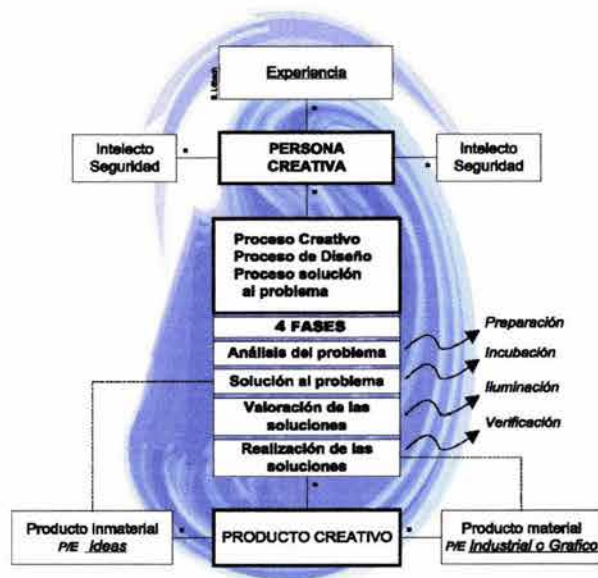 Experiencia
Intelecto
Seguridad
PERSONA
CREATIVA
Intelecto
Seguridad
Proceso Creativo
Proceso de Diseño
Proceso solución
al problema
4 FASES
Análisis del problema
Preparación
Solución al problema
Incubación
Valoración de las
soluciones
Iluminación
Realización de las
soluciones
Verificación
Producto inmaterial
P/E Ideas
PRODUCTO CREATIVO
Producto material
P/E Industrial o Grafico